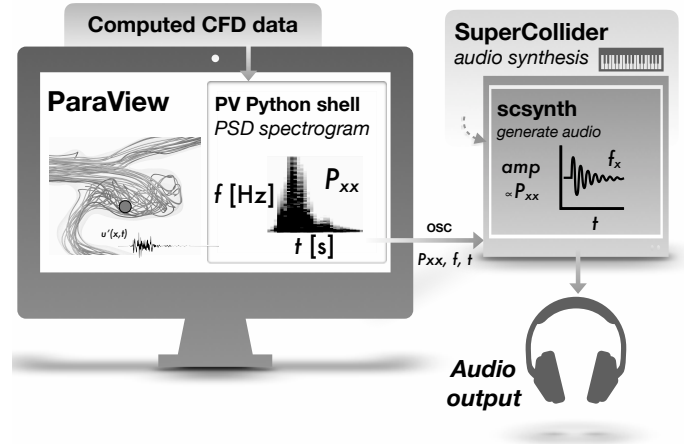 Computed CFD data
ParaView
u'(x,t)
PV Python shell
PSD spectrogram
f [Hz]
Pxx
t [s]
OSC
Pxx, f, t
SuperCollider
audio synthesis
scsynth
generate audio
amp
∝Pxx
fx
t
Audio
output